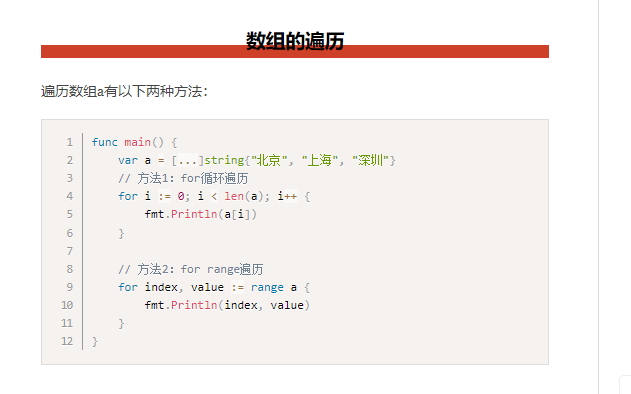 数组的遍历
遍历数组a有以下两种方法：
1 func main() {
2     var a = [...]string{"北京", "上海", "深圳"}
3     // 方法1：for循环遍历
4     for i := 0; i < len(a); i++ {
5         fmt.Println(a[i])
6     }
7
8     // 方法2：for range遍历
9     for index, value := range a {
10         fmt.Println(index, value)
11     }
12 }